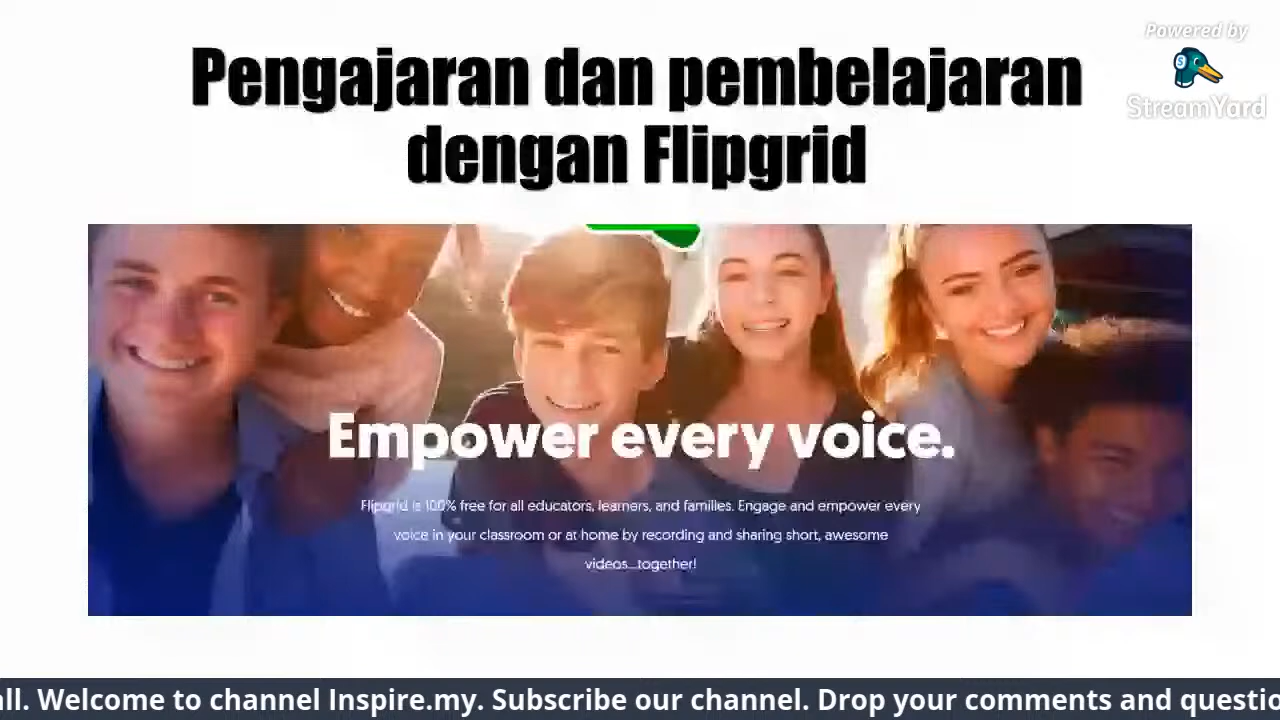 Powered by
StreamYard
Pengajaran dan pembelajaran
dengan Flipgrid
Empower every voice.
Flipgrid is 100% free for all educators, learners, and families. Engage and empower every
voice in your classroom or at home by recording and sharing short, awesome
videos...together!
all. Welcome to channel Inspire.my. Subscribe our channel. Drop your comments and questio